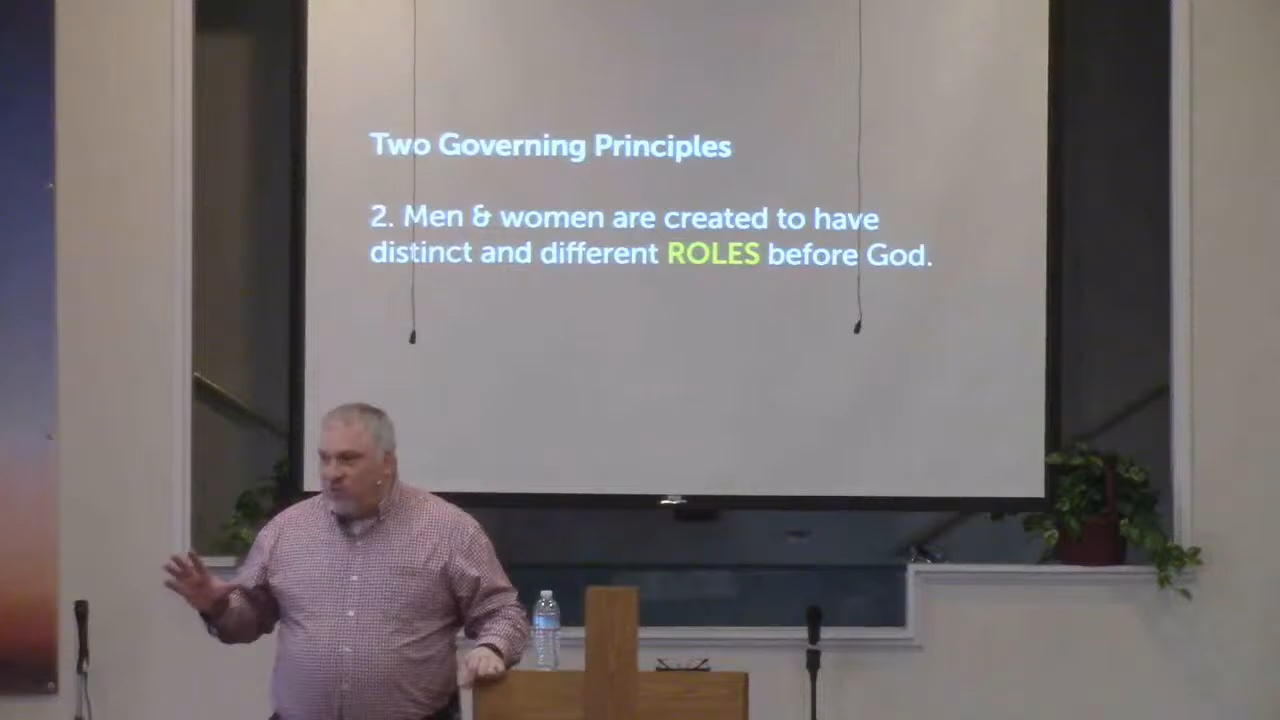 Two Governing Principles
2. Men & women are created to have
distinct and different ROLES before God.